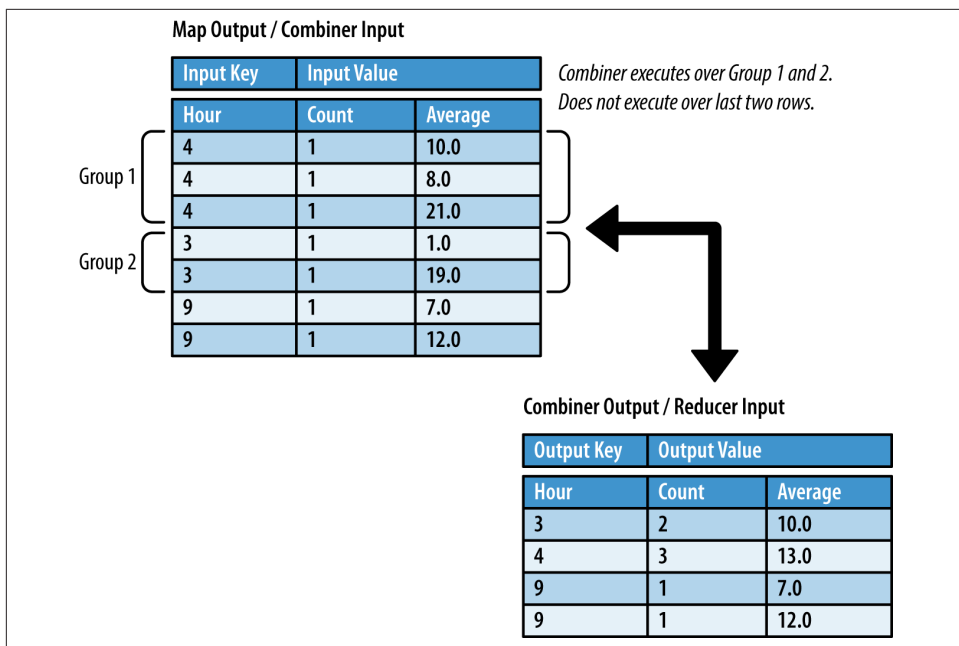 Map Output / Combiner Input
Input Key Input Value
Combiner executes over Group 1 and 2.
Does not execute over last two rows.
Hour Count Average
Group 1
4 1 10.0
4 1 8.0
4 1 21.0
Group 2
3 1 1.0
3 1 19.0
9 1 7.0
9 1 12.0
Combiner Output / Reducer Input
Output Key Output Value
Hour Count Average
3 2 10.0
4 3 13.0
9 1 7.0
9 1 12.0